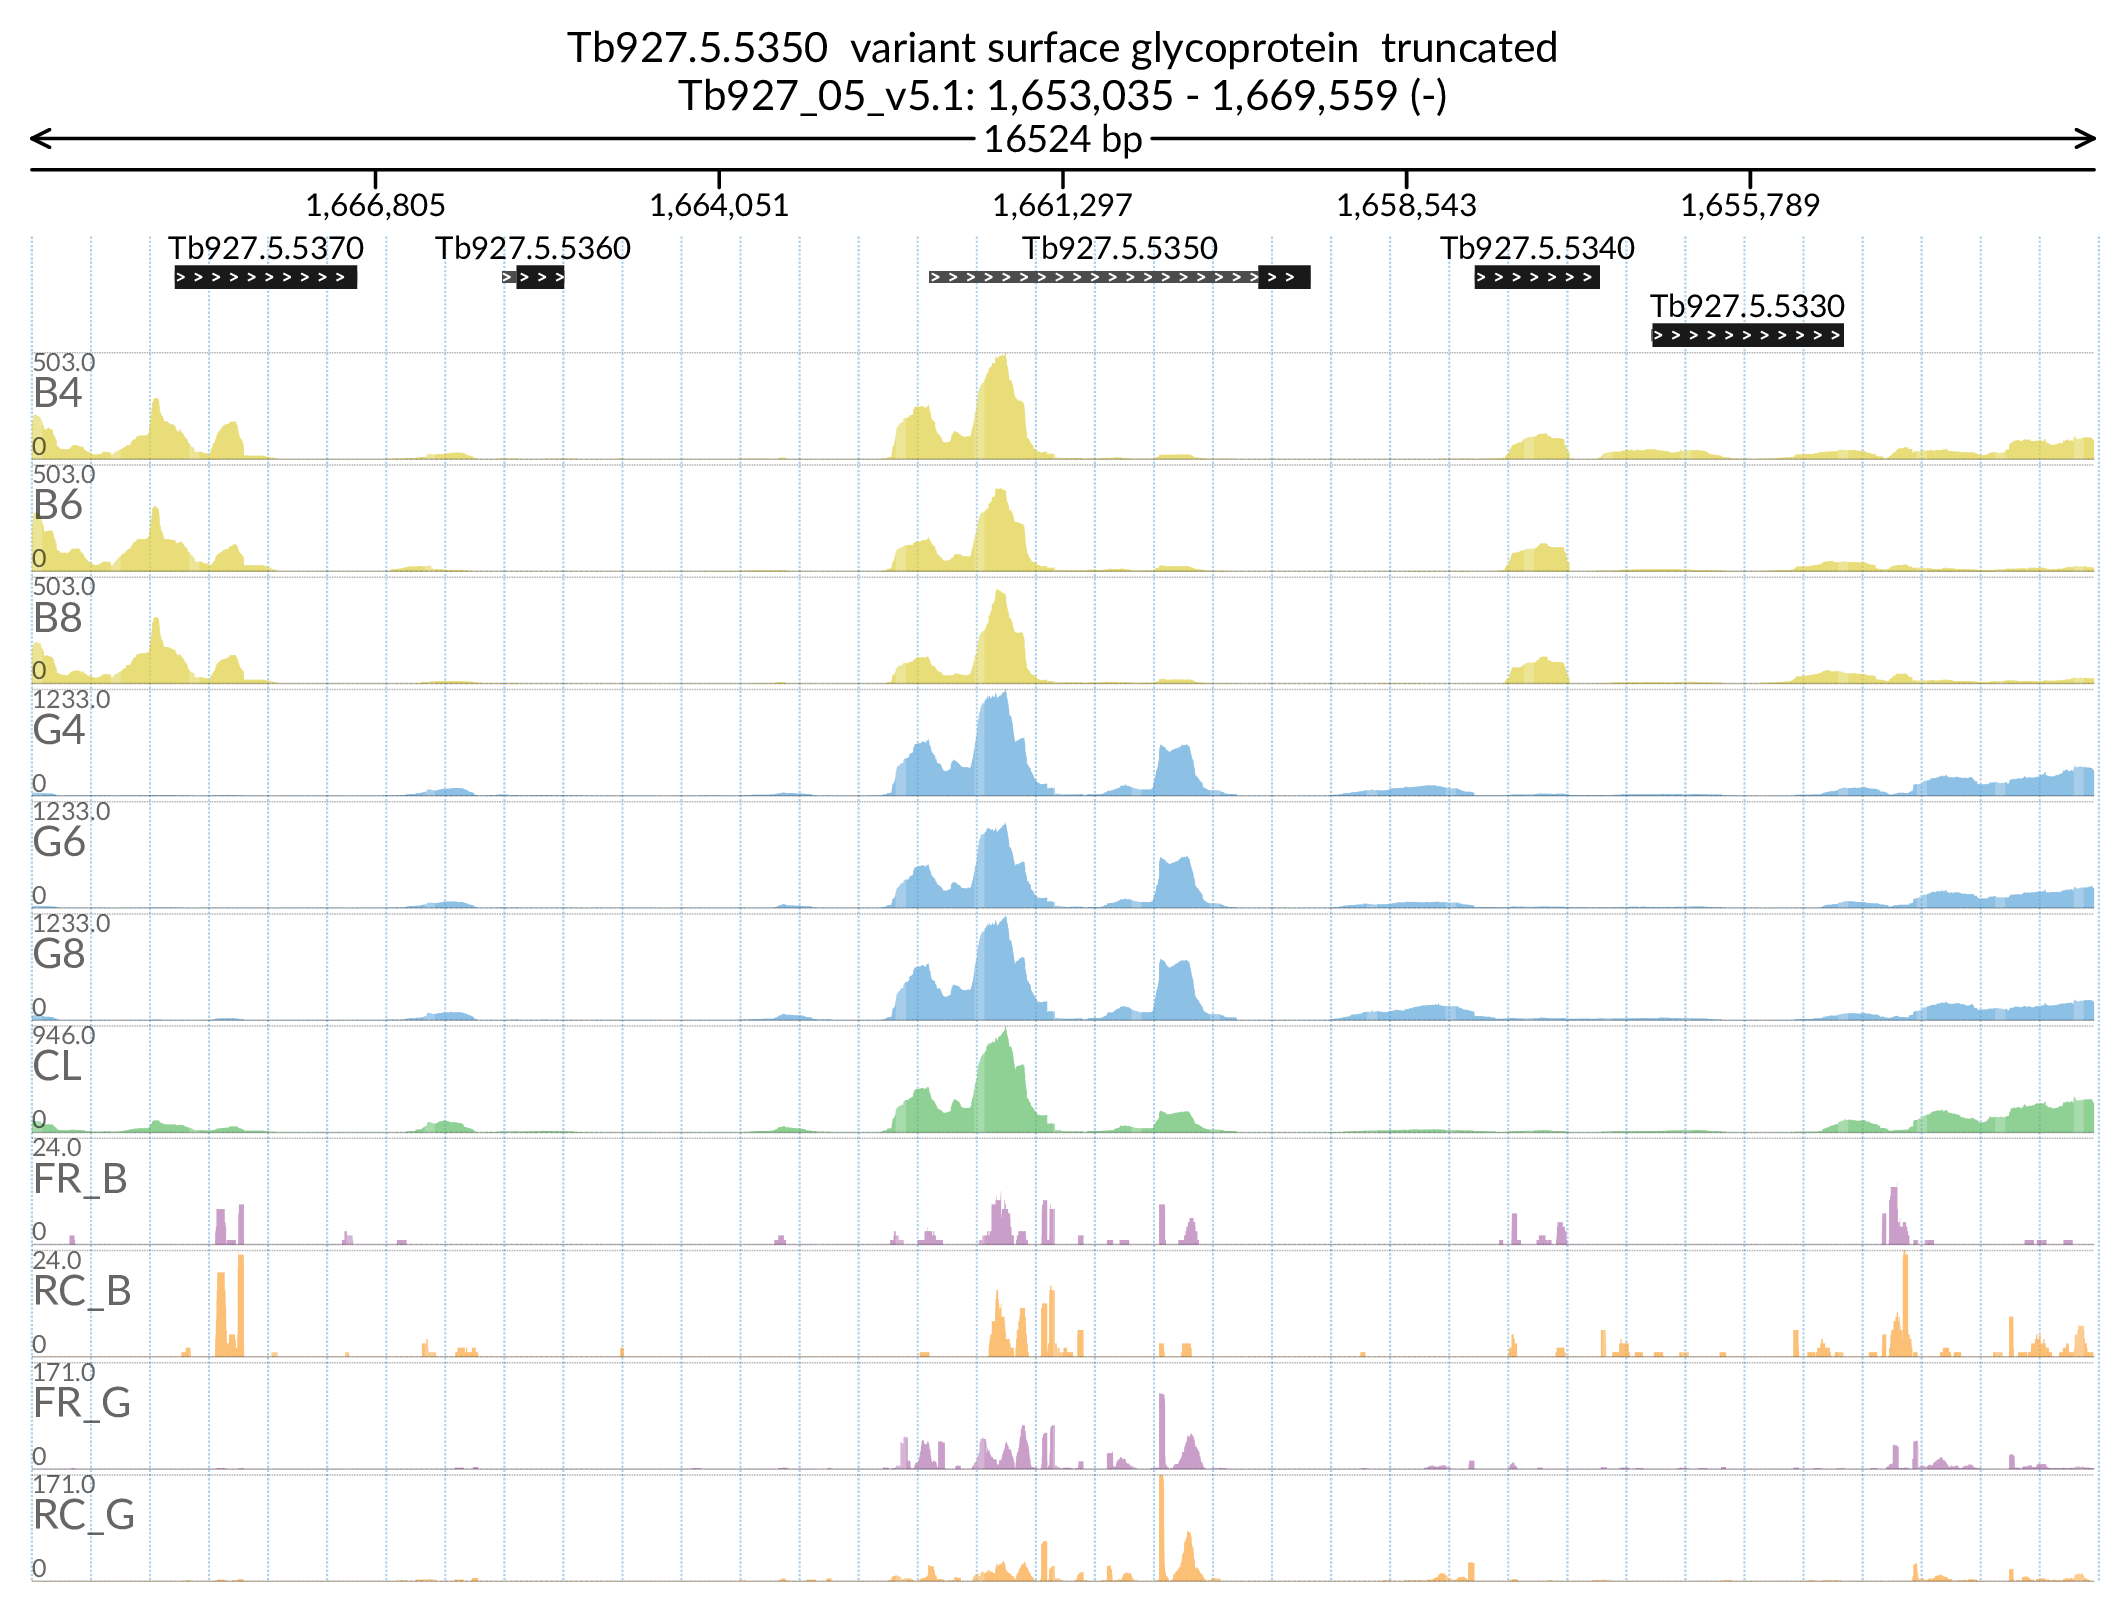 Tb927.5.5350  variant surface glycoprotein  truncated
Tb927_05_v5.1: 1,653,035 - 1,669,559 (-)
16524 bp
1,666,805 1,664,051 1,661,297 1,658,543 1,655,789
Tb927.5.5370 Tb927.5.5360 Tb927.5.5350 Tb927.5.5340
Tb927.5.5330
503.0
B4
0
503.0
B6
0
503.0
B8
0
1233.0
G4
0
1233.0
G6
0
1233.0
G8
0
946.0
CL
0
24.0
FR_B
0
24.0
RC_B
0
171.0
FR_G
0
171.0
RC_G
0